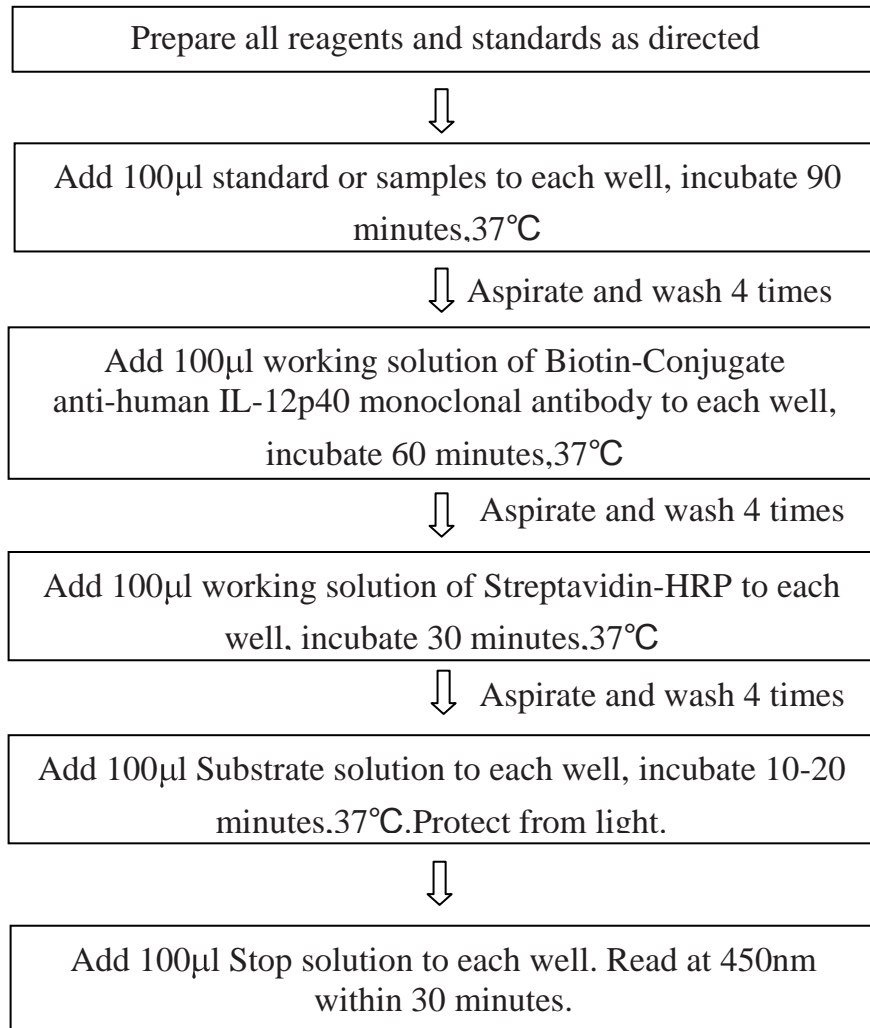 Prepare all reagents and standards as directed
Add 100μl standard or samples to each well, incubate 90
minutes,37℃
Aspirate and wash 4 times
Add 100μl working solution of Biotin-Conjugate
anti-human IL-12p40 monoclonal antibody to each well,
incubate 60 minutes,37℃
Aspirate and wash 4 times
Add 100μl working solution of Streptavidin-HRP to each
well, incubate 30 minutes,37℃
Aspirate and wash 4 times
Add 100μl Substrate solution to each well, incubate 10-20
minutes,37℃.Protect from light.
Add 100μl Stop solution to each well. Read at 450nm
within 30 minutes.